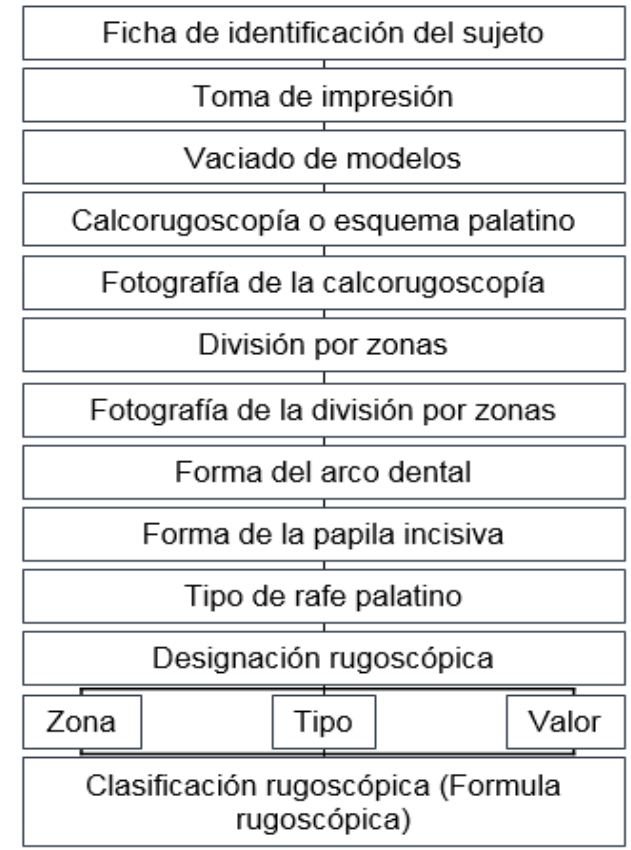 Ficha de identificación del sujeto
Toma de impresión
Vaciado de modelos
Calcorugoscopía o esquema palatino
Fotografía de la calcorugoscopía
División por zonas
Fotografía de la división por zonas
Forma del arco dental
Forma de la papila incisiva
Tipo de rafe palatino
Designación rugoscópica
Zona Tipo Valor
Clasificación rugoscópica (Formula
rugoscópica)